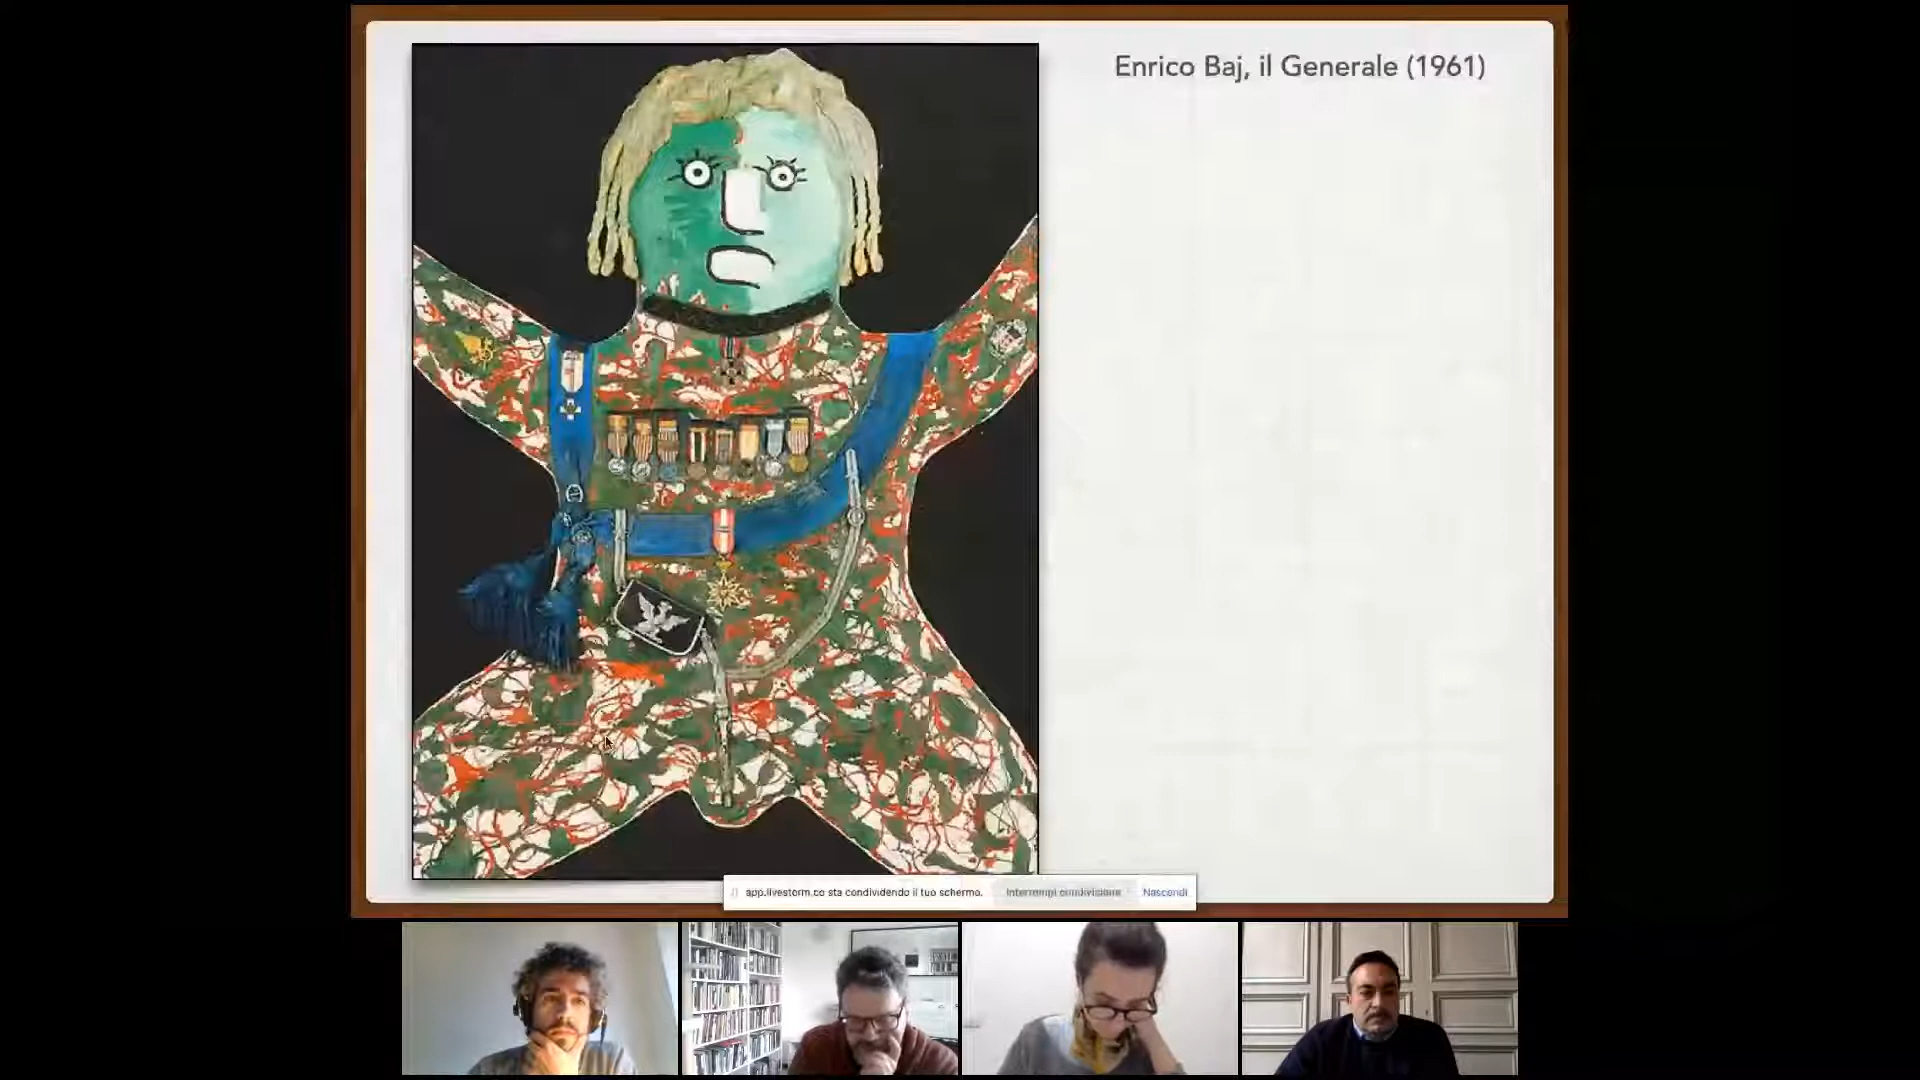 Enrico Baj, il Generale (1961)
app.livestorm.co sta condividendo il tuo schermo. Interrompi condivisione Nascondi